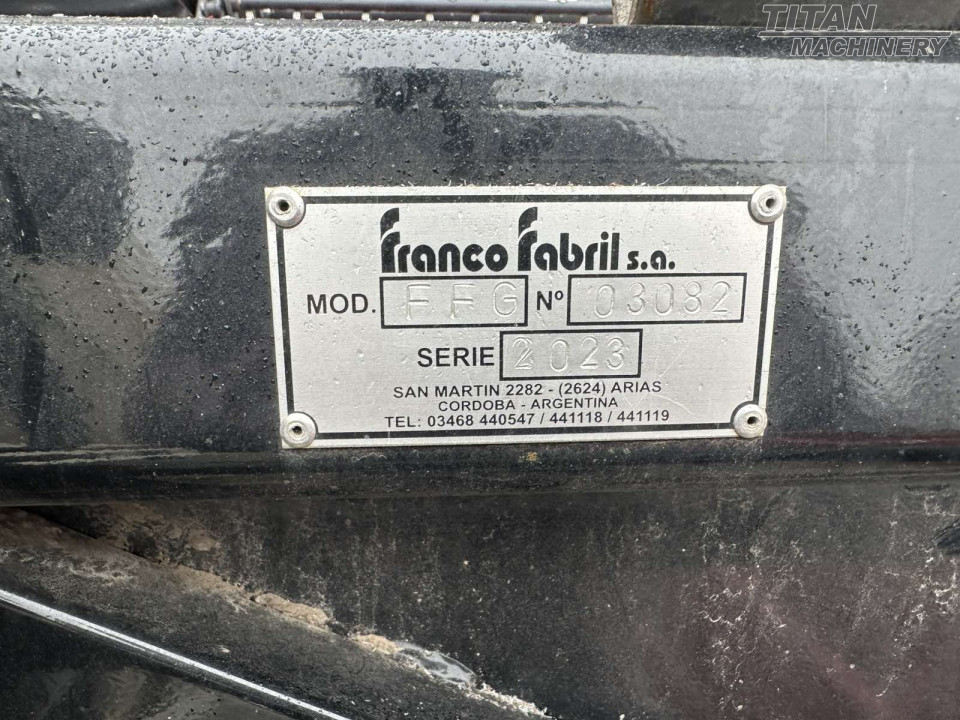 TITAN
MACHINERY
Franco Fabril s.a.
MOD. FFG Nº 03082
SERIE 2023
SAN MARTIN 2282 - (2624) ARIAS
CORDOBA - ARGENTINA
TEL: 03468 440547 / 441118 / 441119